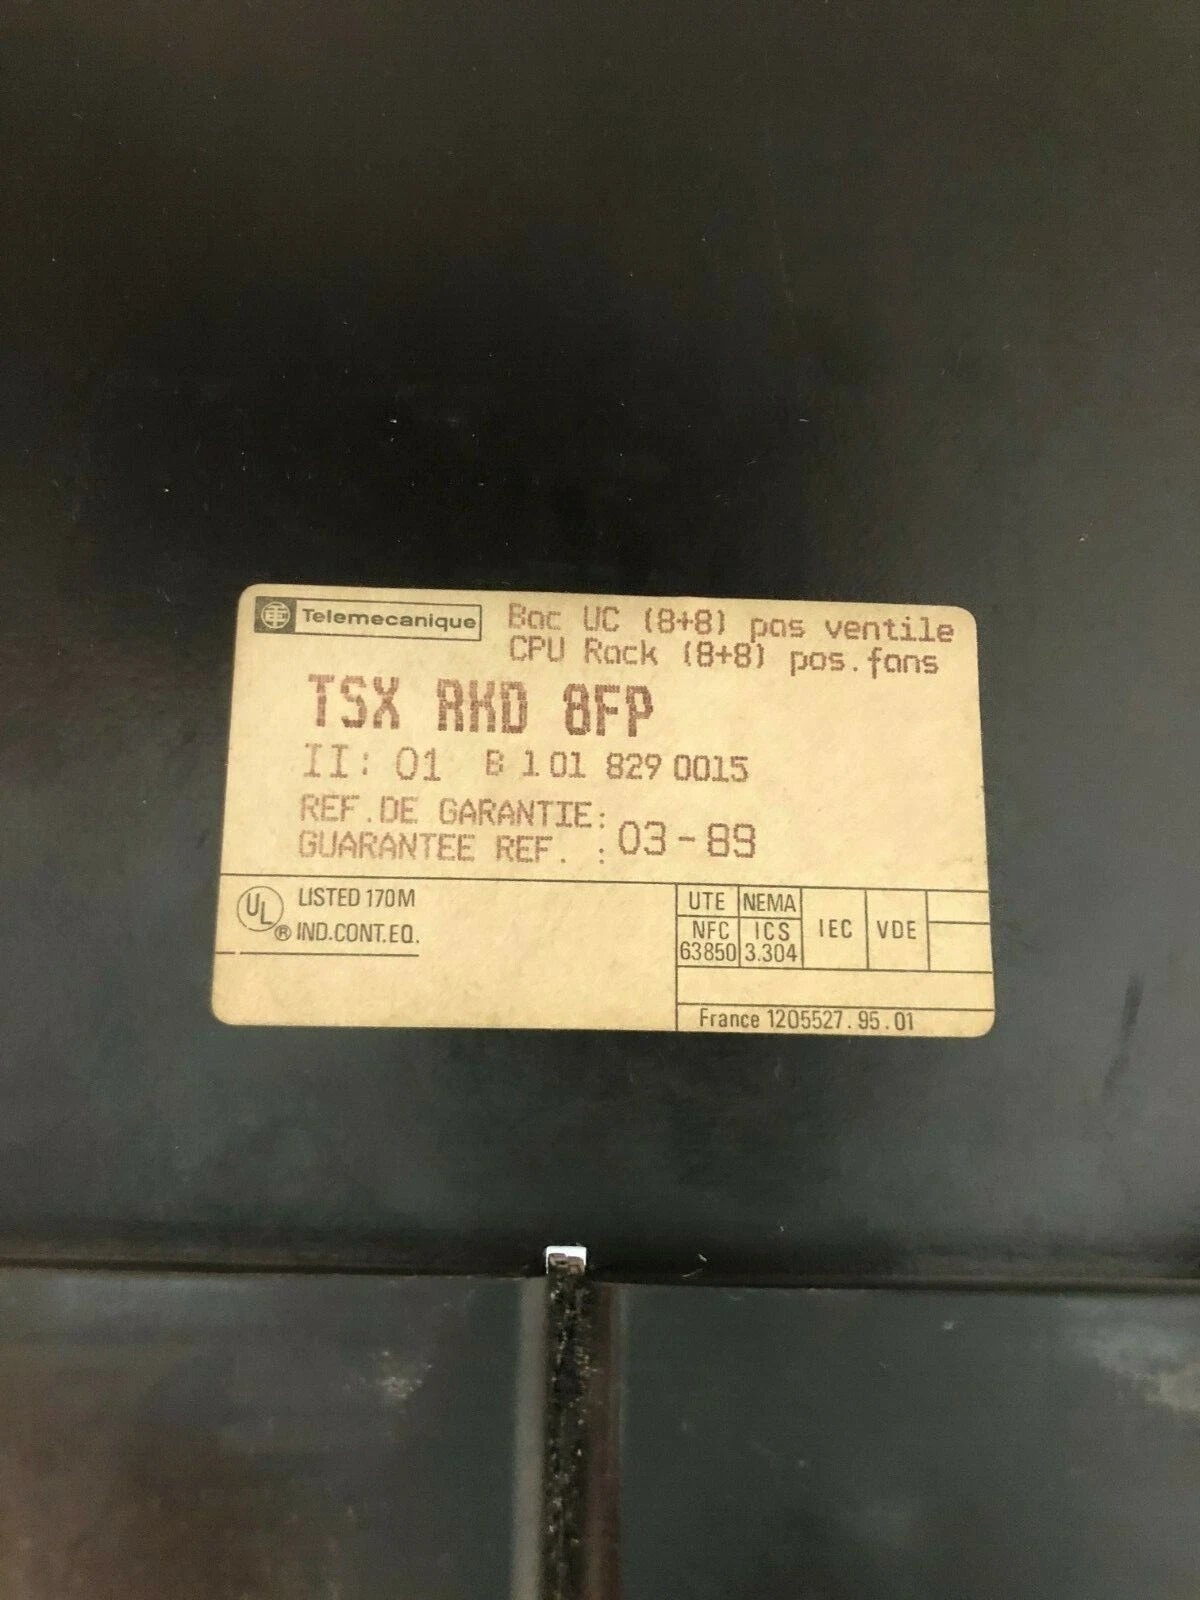 Telemecanique
Bac UC (8+8) pos ventile
CPU Rack (8+8) pos.fans
TSX RKD 8FP
II: 01 B 1 01 829 0015
REF.DE GARANTIE:
GUARANTEE REF. : 03-89
UL LISTED 170M
® IND.CONT.EQ.
UTE NEMA IEC VDE
NFC ICS
63850 3.304
France 1205527.95.01